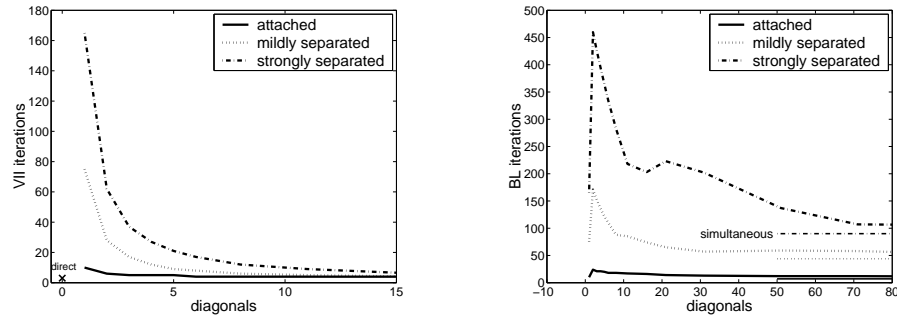 180
160
140
120
100
80
60
40
20
0
VII iterations
attached
mildly separated
strongly separated
direct
0
5
10
15
diagonals
500
450
400
350
300
250
200
150
100
50
0
BL iterations
attached
mildly separated
strongly separated
simultaneous
−10
0
10
20
30
40
50
60
70
80
diagonals